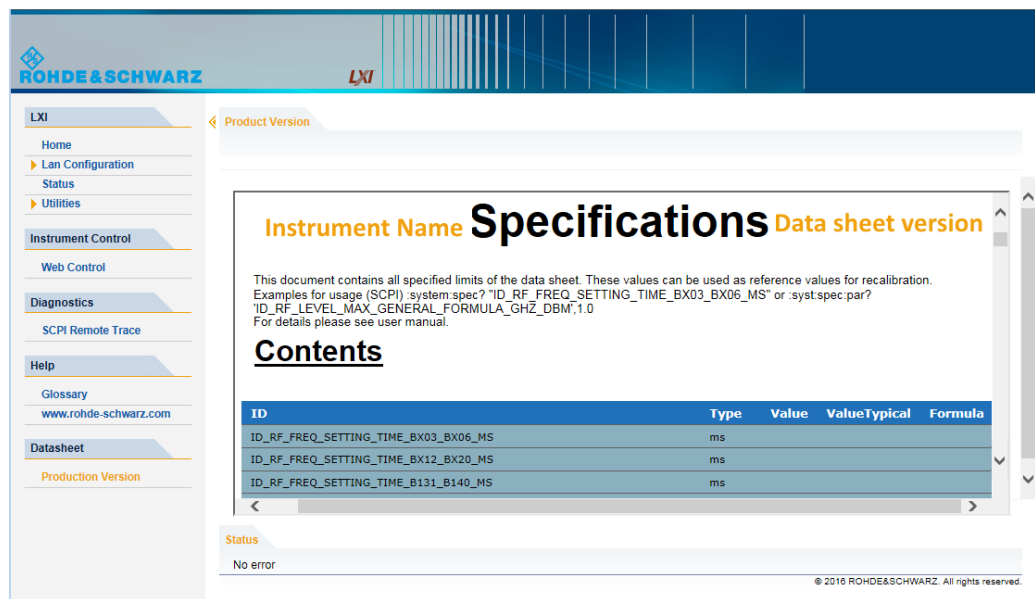 ROHDE&SCHWARZ
LXI
LXI
Home
Lan Configuration
Status
Utilities
Instrument Control
Web Control
Diagnostics
SCPI Remote Trace
Help
Glossary
www.rohde-schwarz.com
Datasheet
Production Version
Product Version
Instrument Name Specifications Data sheet version
This document contains all specified limits of the data sheet. These values can be used as reference values for recalibration.
Examples for usage (SCPI) :system:spec? "ID_RF_FREQ_SETTING_TIME_BX03_BX06_MS" or :syst:spec:par?
'ID_RF_LEVEL_MAX_GENERAL_FORMULA_GHZ_DBM',1.0
For details please see user manual.
Contents
ID Type Value ValueTypical Formula
ID_RF_FREQ_SETTING_TIME_BX03_BX06_MS ms
ID_RF_FREQ_SETTING_TIME_BX12_BX20_MS ms
ID_RF_FREQ_SETTING_TIME_B131_B140_MS ms
Status
No error
© 2016 ROHDE&SCHWARZ. All rights reserved.